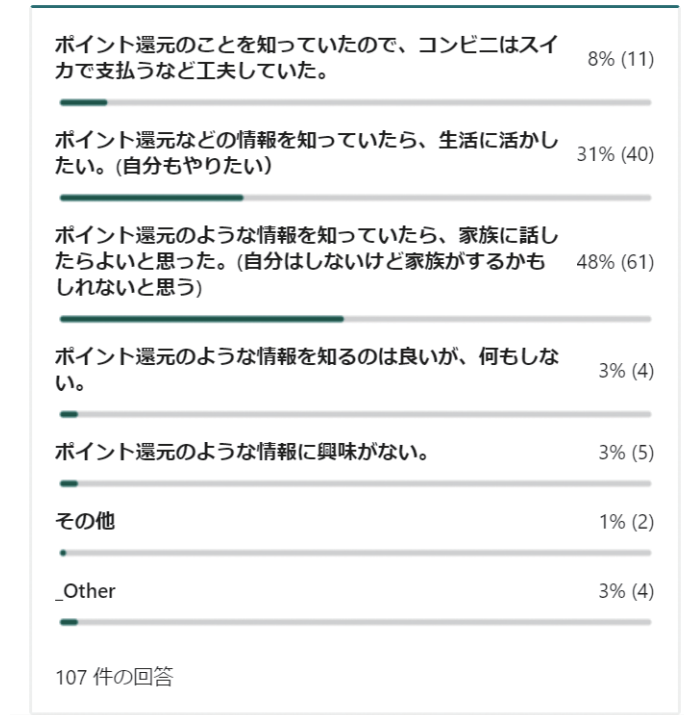 ポイント還元のことを知っていたので、コンビニはスイ
カで支払うなど工夫していた。
8% (11)
ポイント還元などの情報を知っていたら、生活に活かし
たい。(自分もやりたい）
31% (40)
ポイント還元のような情報を知っていたら、家族に話し
たらよいと思った。(自分はしないけど家族がするかも
しれないと思う)
48% (61)
ポイント還元のような情報を知るのは良いが、何もしな
い。
3% (4)
ポイント還元のような情報に興味がない。
3% (5)
その他
1% (2)
_Other
3% (4)
107 件の回答